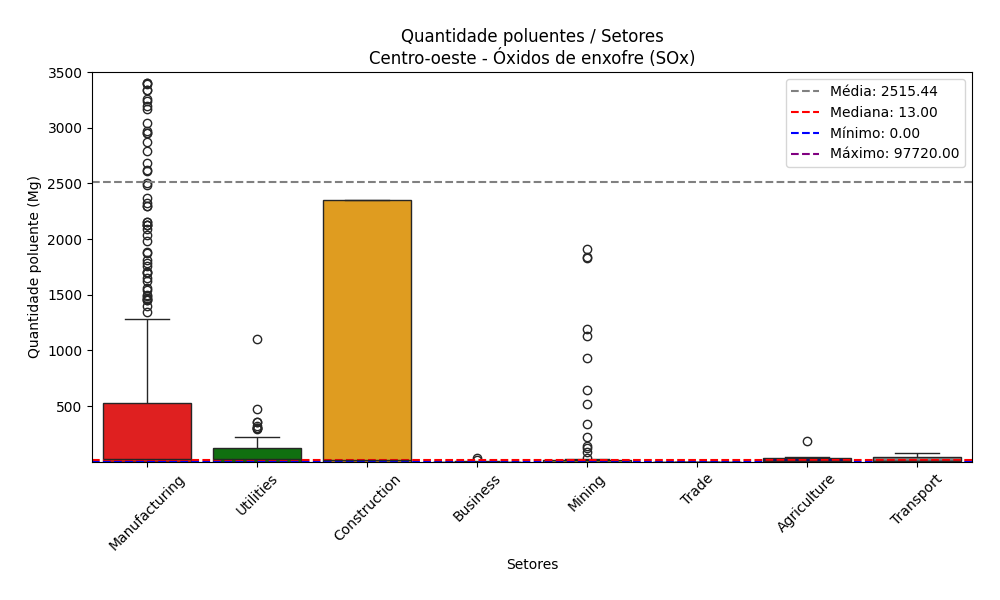 Quantidade poluentes / Setores
Centro-oeste - Óxidos de enxofre (SOx)
Média: 2515.44
Mediana: 13.00
Mínimo: 0.00
Máximo: 97720.00
Quantidade poluente (Mg)
3500
3000
2500
2000
1500
1000
500
Manufacturing
Utilities
Construction
Business
Mining
Trade
Agriculture
Transport
Setores